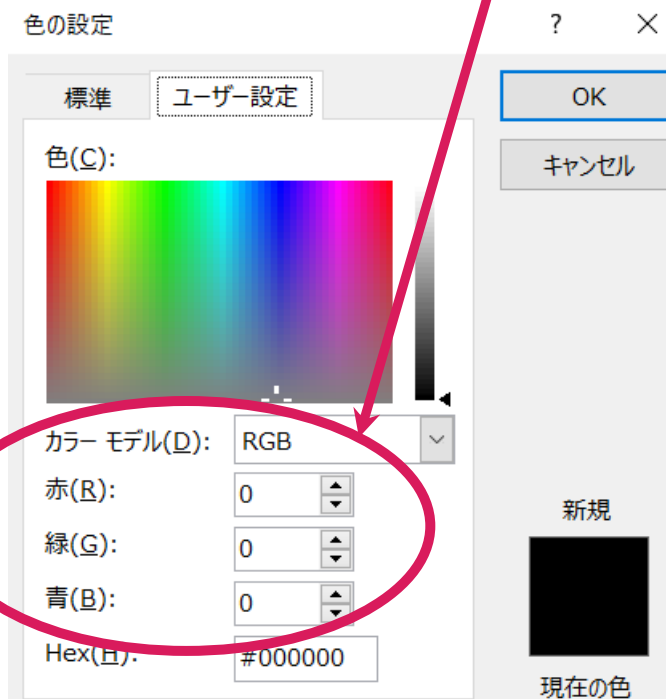 色の設定 ? ×
標準 ユーザー設定 OK
色(C): キャンセル
カラー モデル(D): RGB
赤(R): 0
緑(G): 0
青(B): 0
Hex(H): #000000
新規
現在の色